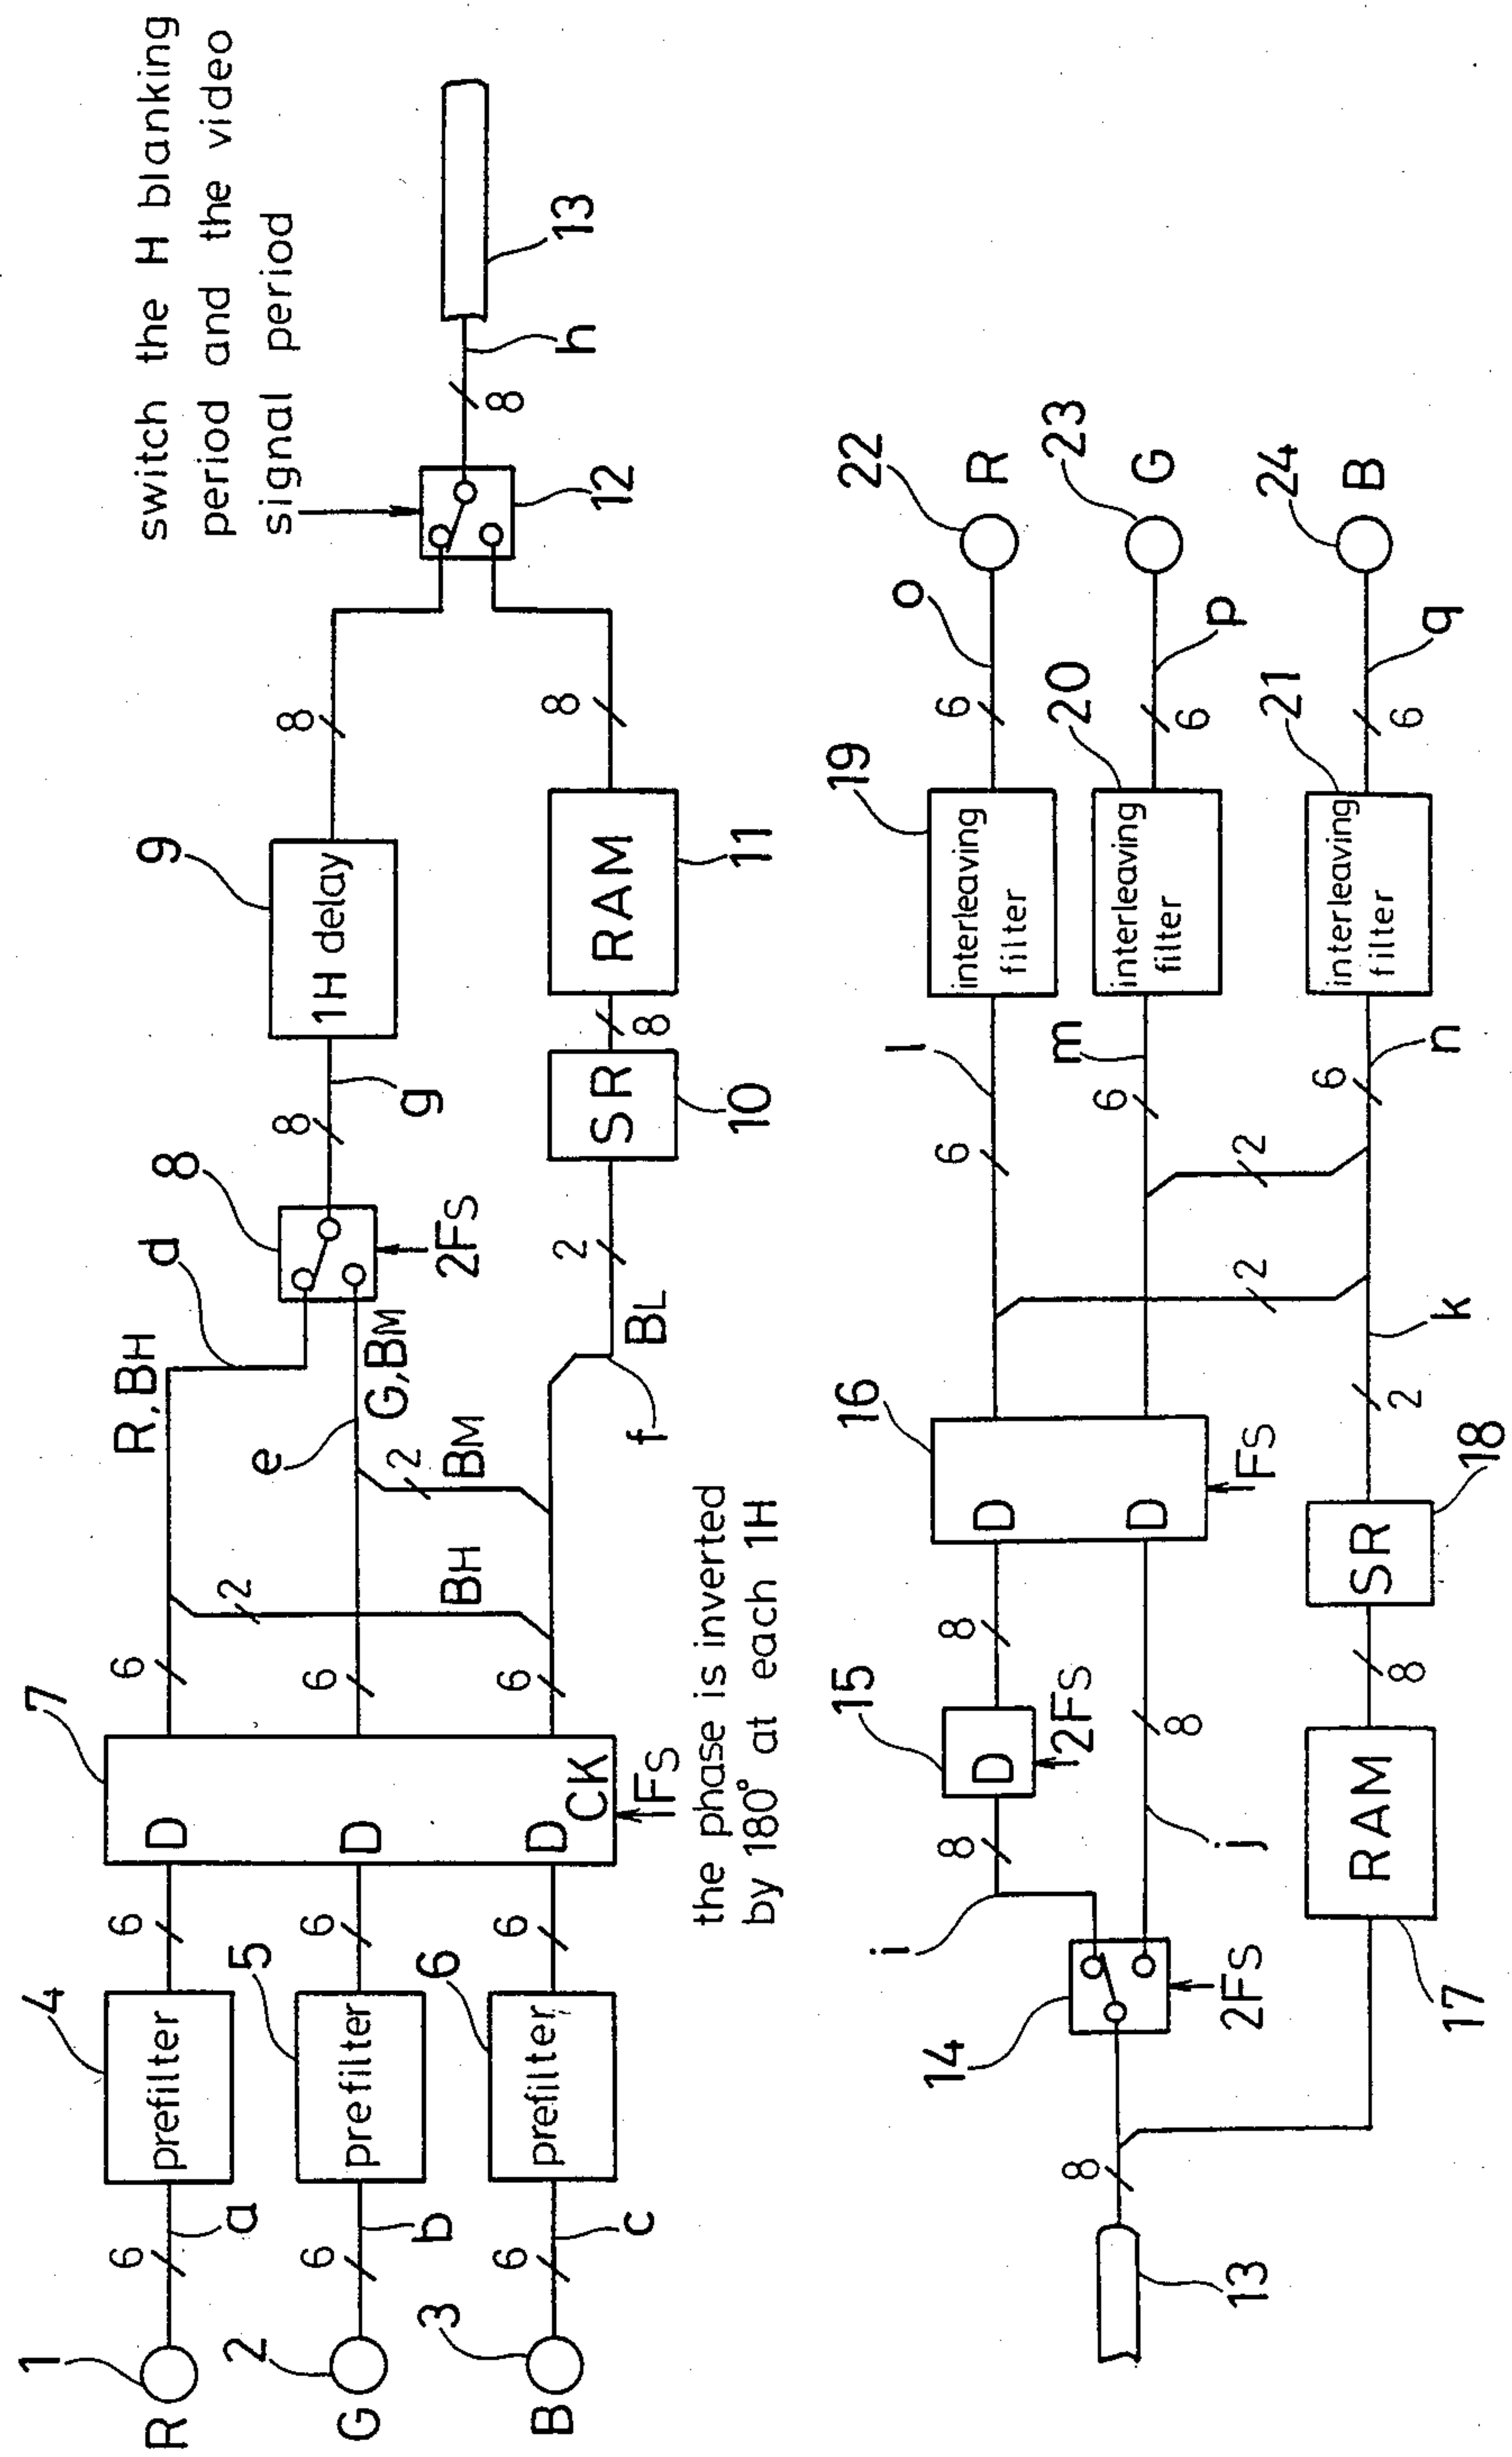 R
1
6
a
4
prefilter
6
G
2
6
b
5
prefilter
6
B
3
6
c
6
prefilter
6
7
D
D
D
CK
FS
the phase is inverted
by 180° at each 1H
6
6
6
2
BH
2
BM
R,BH
d
e
G,BM
f
BL
2
8
2FS
8
g
9
1H delay
8
SR
10
8
RAM
11
8
switch the H blanking
period and the video
signal period
12
8
h
13
13
8
14
2FS
i
8
15
D
2FS
8
j
8
16
D
D
FS
17
RAM
8
SR
18
2
k
2
2
l
6
m
6
n
6
19
interleaving
filter
6
o
22
R
20
interleaving
filter
6
p
23
G
21
interleaving
filter
6
q
24
B